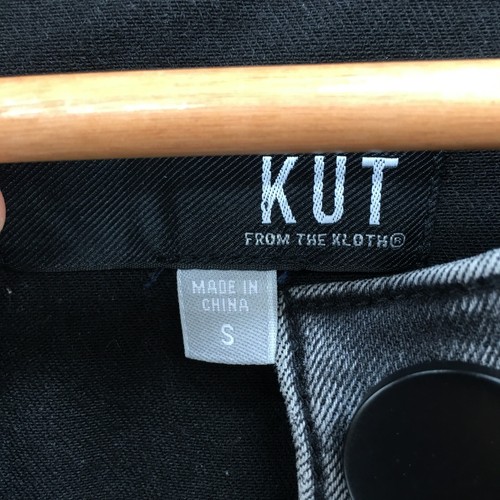 KUT
FROM THE KLOTH®
MADE IN
CHINA
S